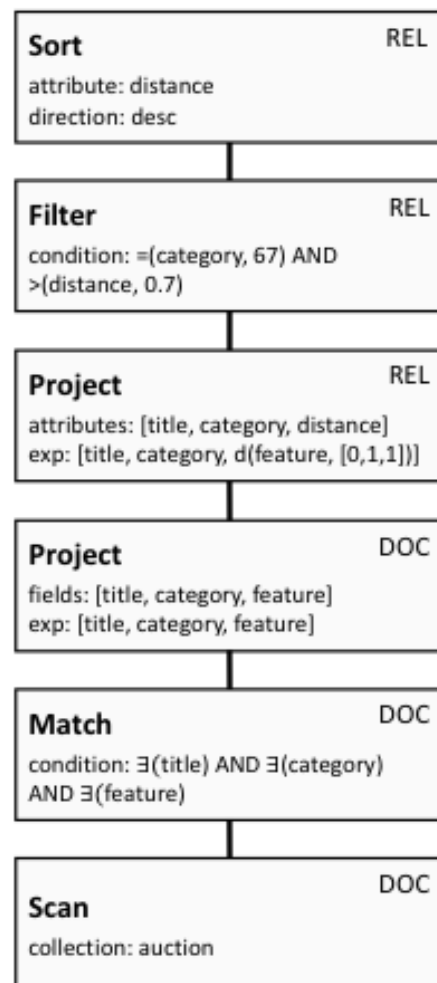 Sort REL
attribute: distance
direction: desc
Filter REL
condition: =(category, 67) AND
>(distance, 0.7)
Project REL
attributes: [title, category, distance]
exp: [title, category, d(feature, [0,1,1])]
Project DOC
fields: [title, category, feature]
exp: [title, category, feature]
Match DOC
condition: ∃(title) AND ∃(category)
AND ∃(feature)
Scan DOC
collection: auction